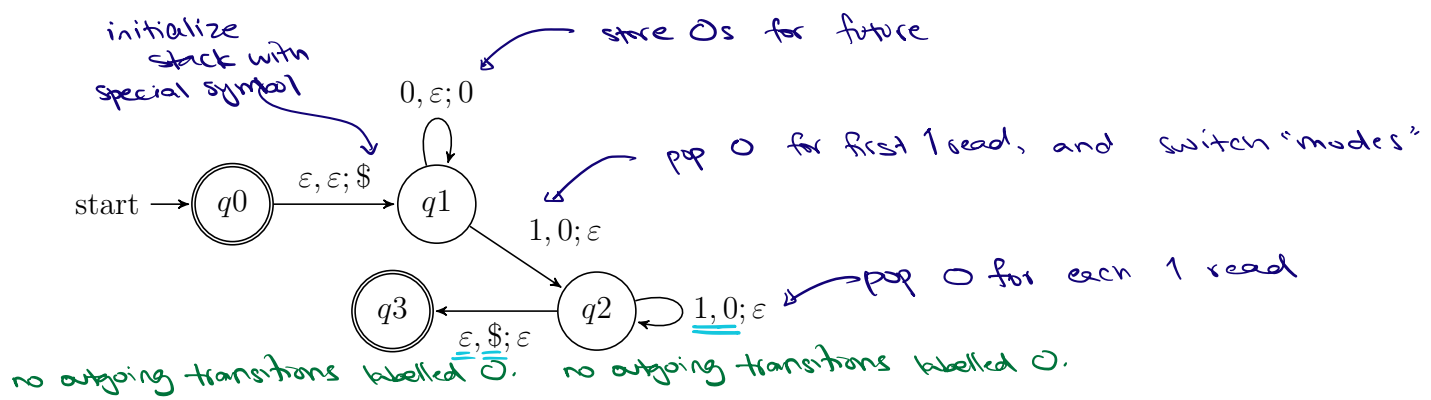 initialize
stack with
special symbol
store 0s for future
0, ε; 0
pop 0 for first 1 read, and switch "modes"
start
q0
ε, ε; $
q1
1, 0; ε
pop 0 for each 1 read
q3
q2
1, 0; ε
ε, $; ε
no outgoing transitions labelled 0.
no outgoing transitions labelled 0.